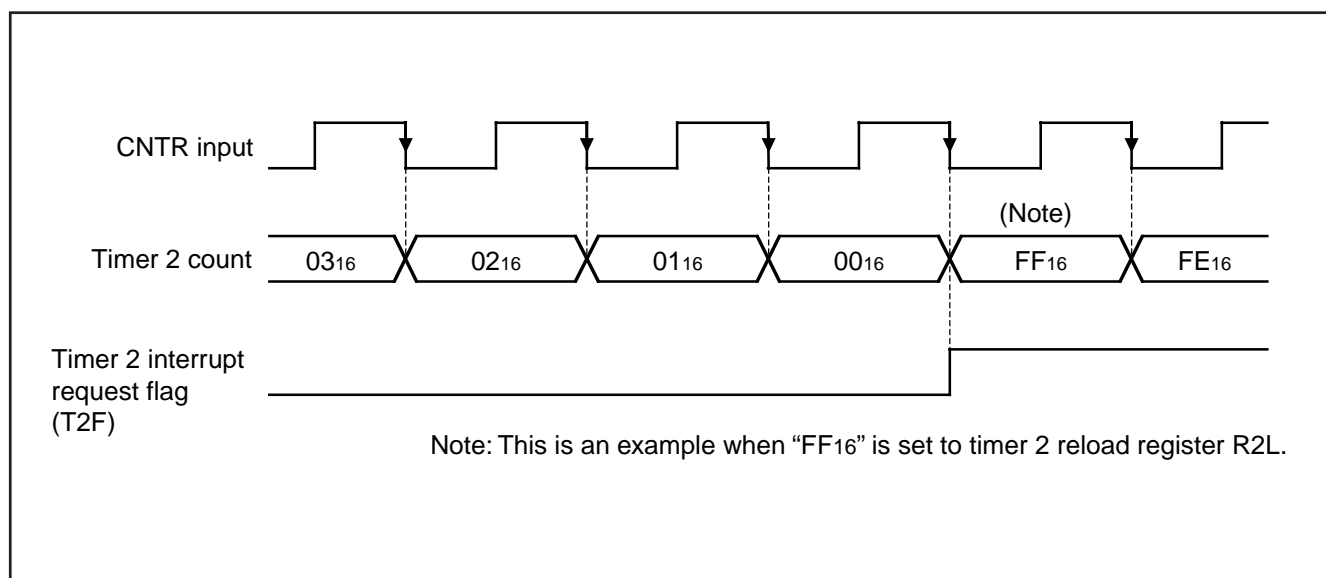 CNTR input
(Note)
Timer 2 count
0316 0216 0116 0016 FF16 FE16
Timer 2 interrupt
request flag
(T2F)
Note: This is an example when “FF16” is set to timer 2 reload register R2L.